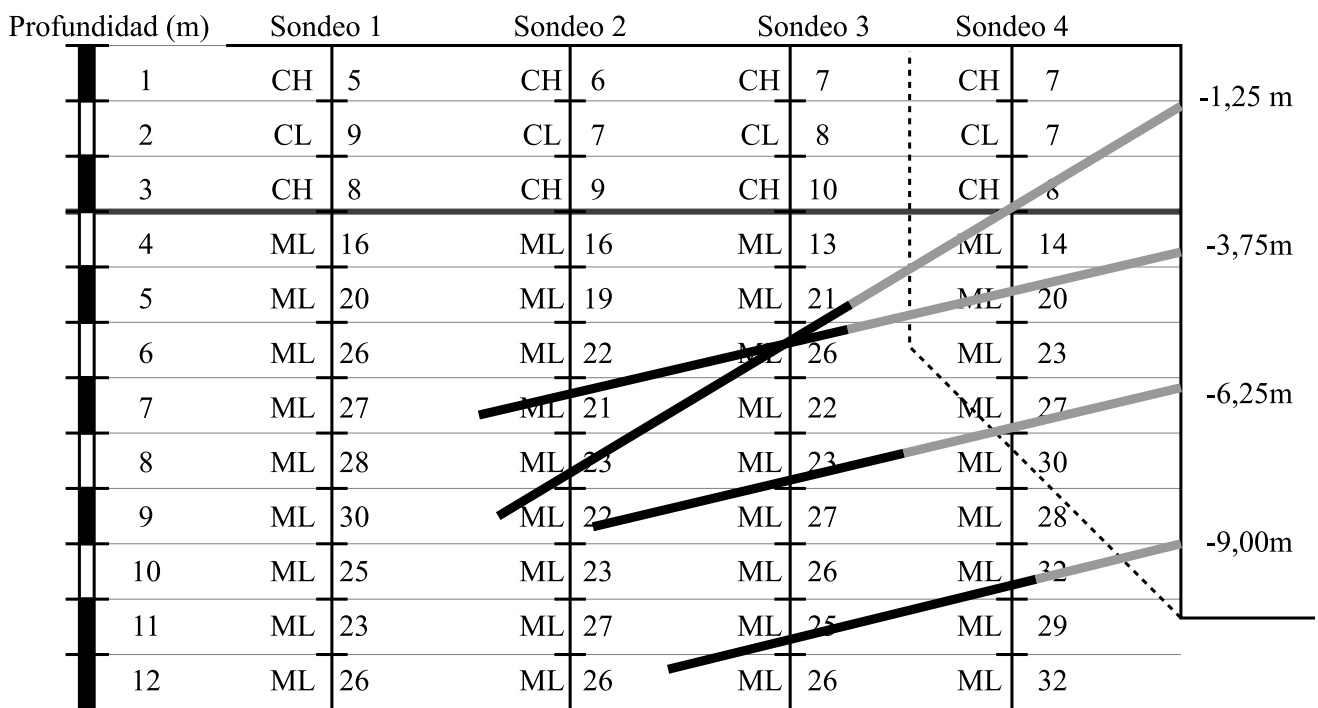 Profundidad (m) Sondeo 1 Sondeo 2 Sondeo 3 Sondeo 4
1 CH 5 CH 6 CH 7 CH 7
-1,25 m
2 CL 9 CL 7 CL 8 CL 7
3 CH 8 CH 9 CH 10 CH 8
4 ML 16 ML 16 ML 13 ML 14
-3,75m
5 ML 20 ML 19 ML 21 ML 20
6 ML 26 ML 22 ML 26 ML 23
7 ML 27 ML 21 ML 22 ML 27
-6,25m
8 ML 28 ML 23 ML 23 ML 30
9 ML 30 ML 22 ML 27 ML 28
-9,00m
10 ML 25 ML 23 ML 26 ML 32
11 ML 23 ML 27 ML 25 ML 29
12 ML 26 ML 26 ML 26 ML 32